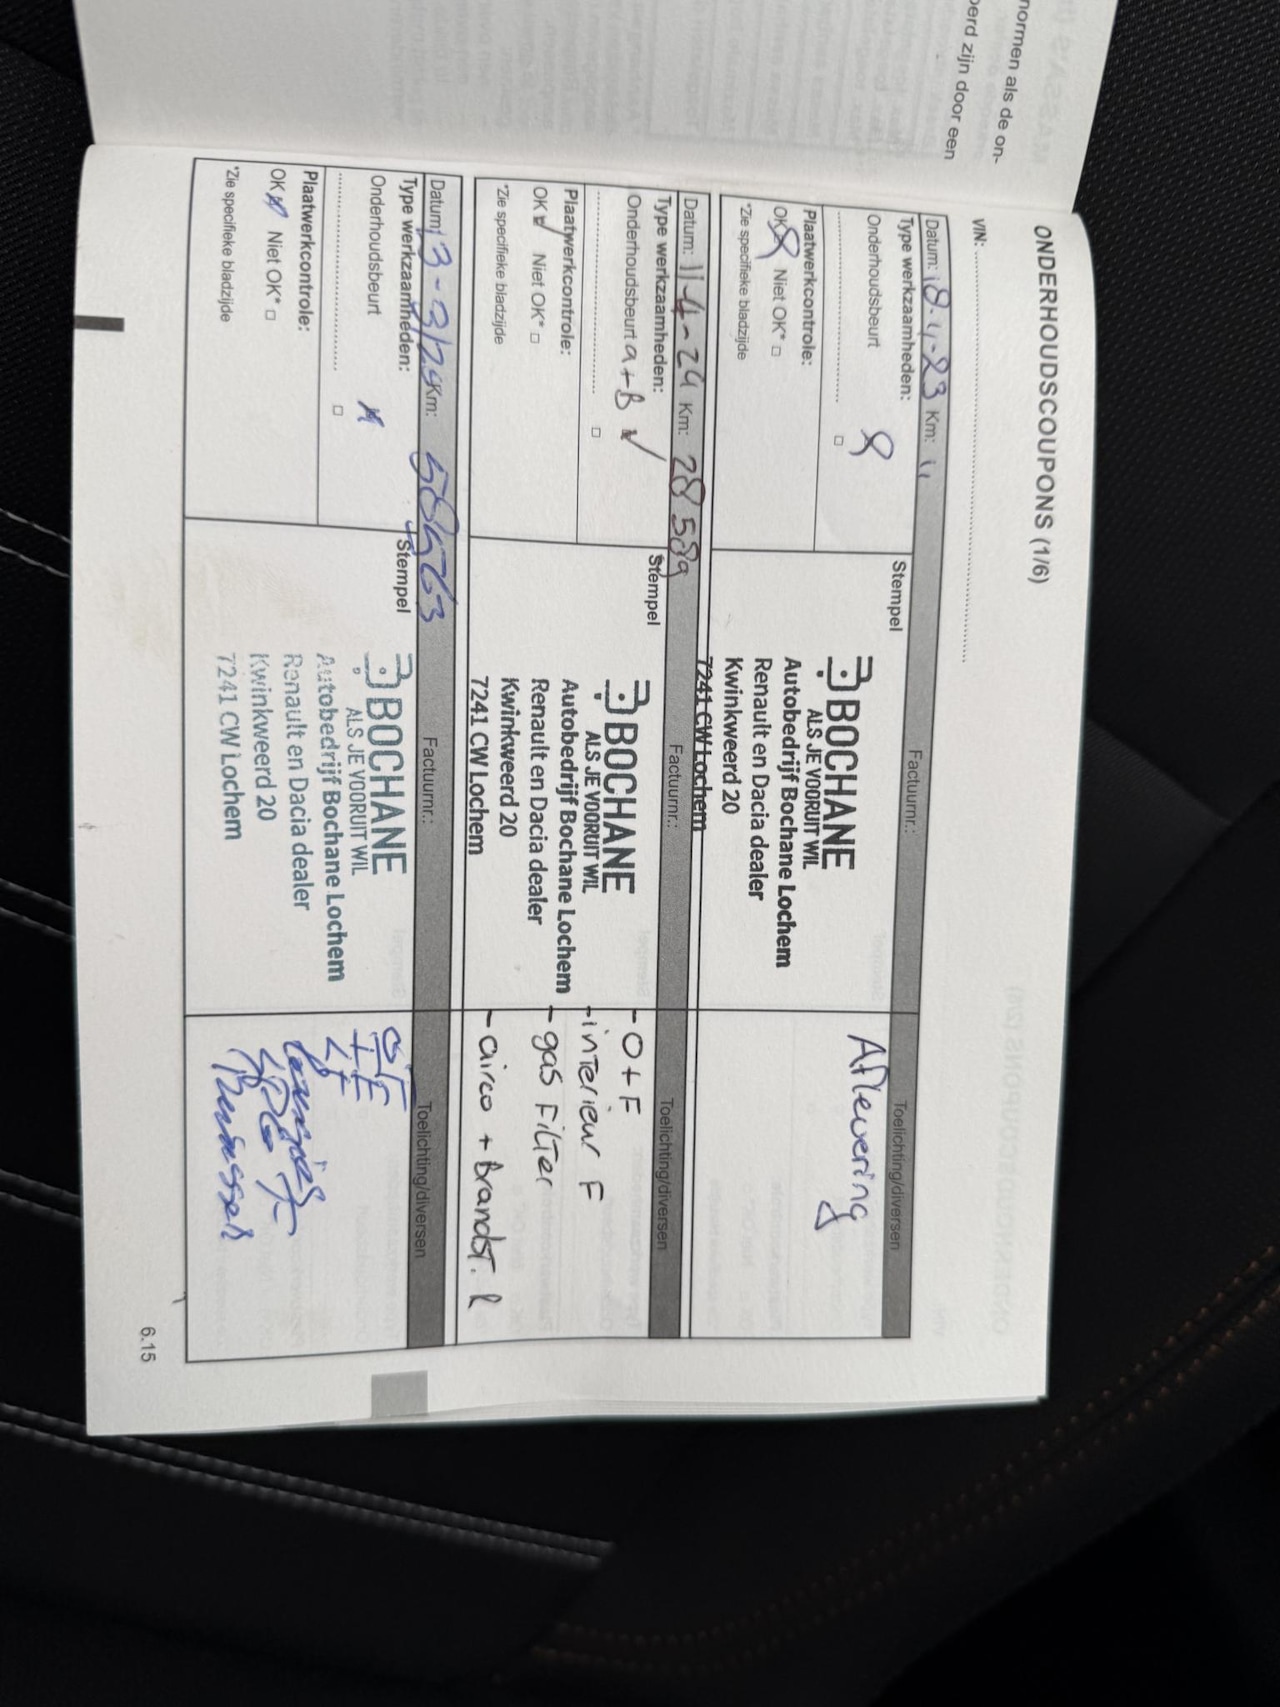 normen als de on-
perd zijn door een
ONDERHOUDSCOUPONS (1/6)
VIN:
Datum: 18-4-23 Km: 11 Factuurnr.: Toelichting/diversen
Type werkzaamheden:
Onderhoudsbeurt
Plaatwerkcontrole:
OK Niet OK* □
*Zie specifieke bladzijde
Stempel
BOCHANE
ALS JE VOORUIT WIL
Autobedrijf Bochane Lochem
Renault en Dacia dealer
Kwinkweerd 20
7241 CW Lochem
Aflevering
Datum: 11-4-24 Km: 28589 Factuurnr.: Toelichting/diversen
Type werkzaamheden:
Onderhoudsbeurt a+B ✓
Plaatwerkcontrole:
OK ✓ Niet OK* □
*Zie specifieke bladzijde
Stempel
BOCHANE
ALS JE VOORUIT WIL
Autobedrijf Bochane Lochem
Renault en Dacia dealer
Kwinkweerd 20
7241 CW Lochem
- O + F
- interieur F
- gas Filter
- airco + Brandst. R
Datum: Km: Factuurnr.: Toelichting/diversen
Type werkzaamheden:
Onderhoudsbeurt
Plaatwerkcontrole:
OK Niet OK* □
*Zie specifieke bladzijde
Stempel
BOCHANE
ALS JE VOORUIT WIL
Autobedrijf Bochane Lochem
Renault en Dacia dealer
Kwinkweerd 20
7241 CW Lochem
6.15